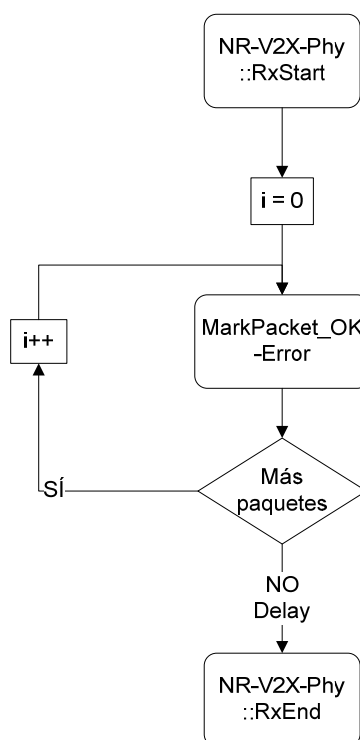 NR-V2X-Phy
::RxStart
i = 0
i++
MarkPacket_OK
-Error
Más
paquetes
SÍ
NO
Delay
NR-V2X-Phy
::RxEnd